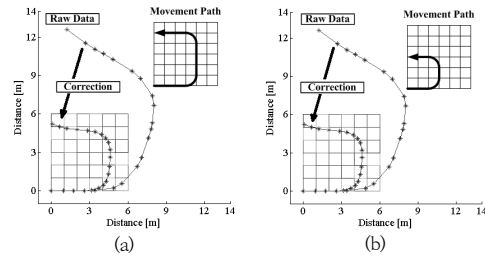 14
12
9
6
3
0
Distance [m]
Raw Data
Movement Path
Correction
0
3
6
9
12
14
Distance [m]
(a)
14
12
9
6
3
0
Distance [m]
Raw Data
Movement Path
Correction
0
3
6
9
12
14
Distance [m]
(b)